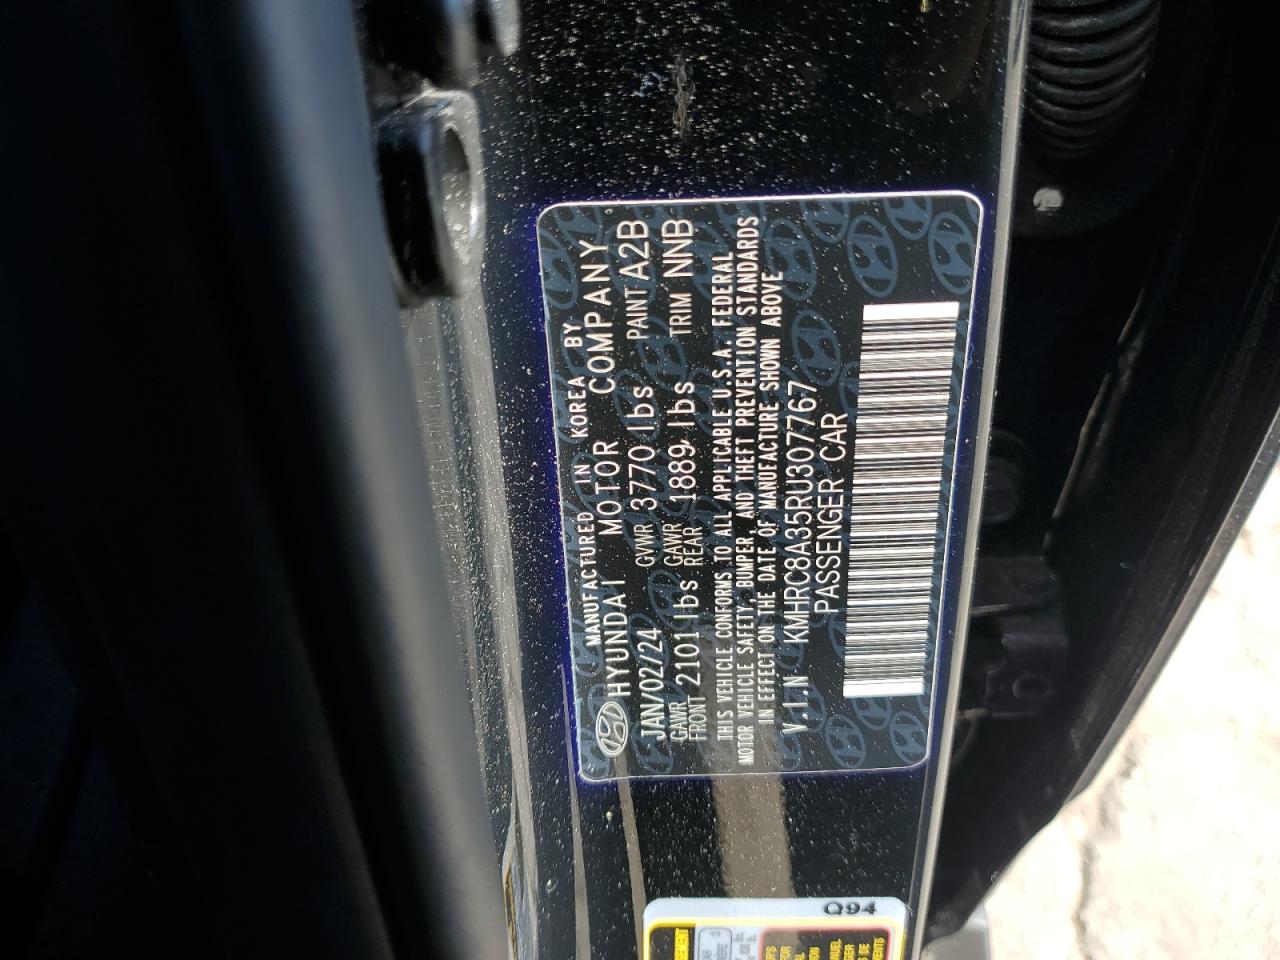 MANUFACTURED IN KOREA BY
HYUNDAI MOTOR COMPANY
JAN/02/24 GVWR 3770 lbs PAINT A2B
GAWR FRONT 2101 lbs GAWR REAR 1889 lbs TRIM NNB
THIS VEHICLE CONFORMS TO ALL APPLICABLE U.S.A. FEDERAL
MOTOR VEHICLE SAFETY, BUMPER, AND THEFT PREVENTION STANDARDS
IN EFFECT ON THE DATE OF MANUFACTURE SHOWN ABOVE
V.I.N KMHRC8A35RU307767
PASSENGER CAR
Q94